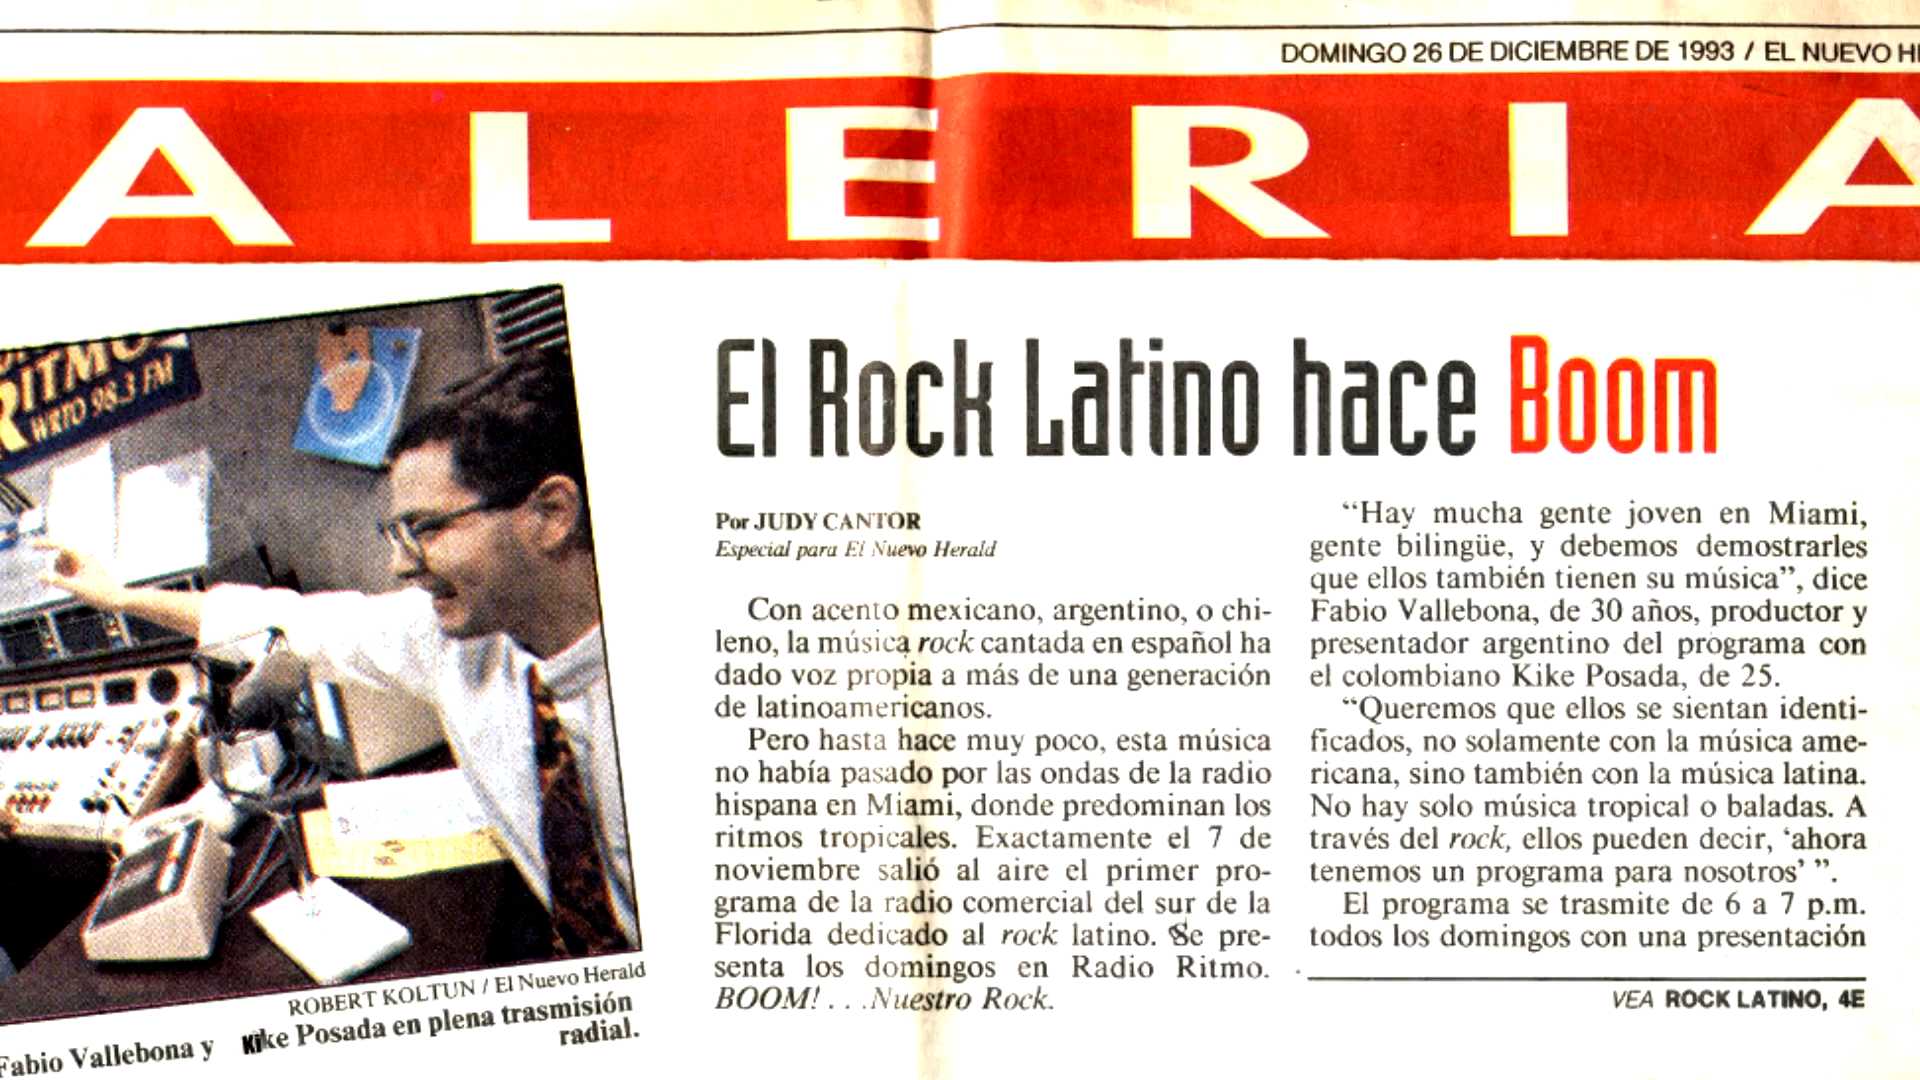 DOMINGO 26 DE DICIEMBRE DE 1993 / EL NUEVO
ALERIA
RITMO
WRTO 98.3 FM
El Rock Latino hace Boom
Por JUDY CANTOR
Especial para El Nuevo Herald
Con acento mexicano, argentino, o chi-
leno, la música rock cantada en español ha
dado voz propia a más de una generación
de latinoamericanos.
Pero hasta hace muy poco, esta música
no había pasado por las ondas de la radio
hispana en Miami, donde predominan los
ritmos tropicales. Exactamente el 7 de
noviembre salió al aire el primer pro-
grama de la radio comercial del sur de la
Florida dedicado al rock latino. Se pre-
senta los domingos en Radio Ritmo.
BOOM! . . .Nuestro Rock.
“Hay mucha gente joven en Miami,
gente bilingüe, y debemos demostrarles
que ellos también tienen su música”, dice
Fabio Vallebona, de 30 años, productor y
presentador argentino del programa con
el colombiano Kike Posada, de 25.
“Queremos que ellos se sientan identi-
ficados, no solamente con la música ame-
ricana, sino también con la música latina.
No hay solo música tropical o baladas. A
través del rock, ellos pueden decir, ‘ahora
tenemos un programa para nosotros’ ”.
El programa se trasmite de 6 a 7 p.m.
todos los domingos con una presentación
VEA ROCK LATINO, 4E
ROBERT KOLTUN / El Nuevo Herald
Fabio Vallebona y Kike Posada en plena trasmisión
radial.